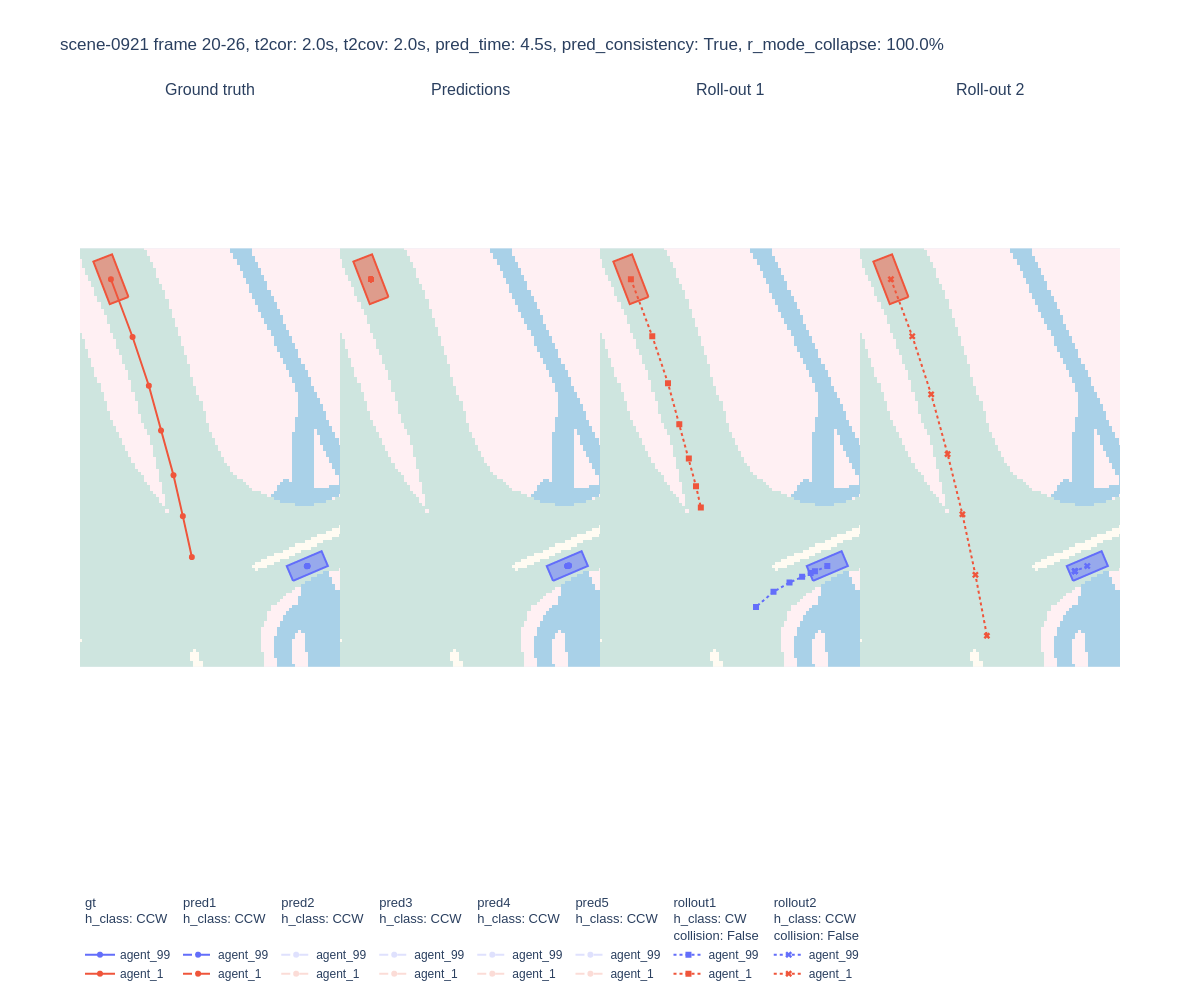 scene-0921 frame 20-26, t2cor: 2.0s, t2cov: 2.0s, pred_time: 4.5s, pred_consistency: True, r_mode_collapse: 100.0%
Ground truth
Predictions
Roll-out 1
Roll-out 2
gt
h_class: CCW
agent_99
agent_1
pred1
h_class: CCW
agent_99
agent_1
pred2
h_class: CCW
agent_99
agent_1
pred3
h_class: CCW
agent_99
agent_1
pred4
h_class: CCW
agent_99
agent_1
pred5
h_class: CCW
agent_99
agent_1
rollout1
h_class: CW
collision: False
agent_99
agent_1
rollout2
h_class: CCW
collision: False
agent_99
agent_1